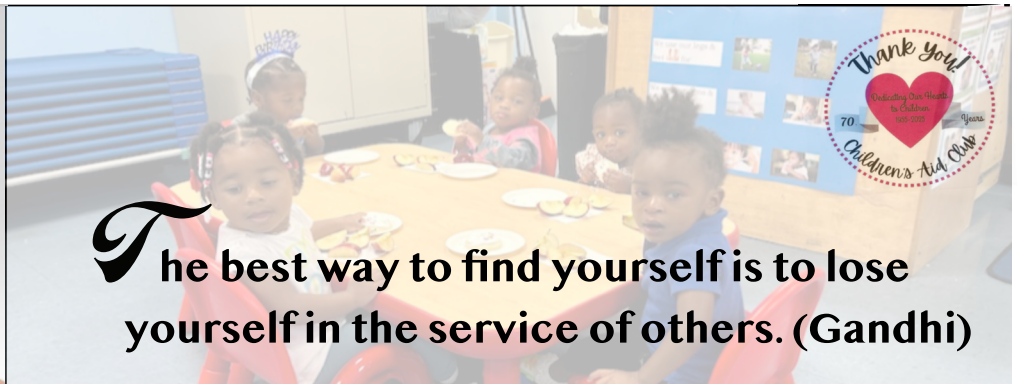 The best way to find yourself is to lose
yourself in the service of others. (Gandhi)
Thank You!
Dedicating Our Hearts
to Children
70
Years
Children's Aid Club